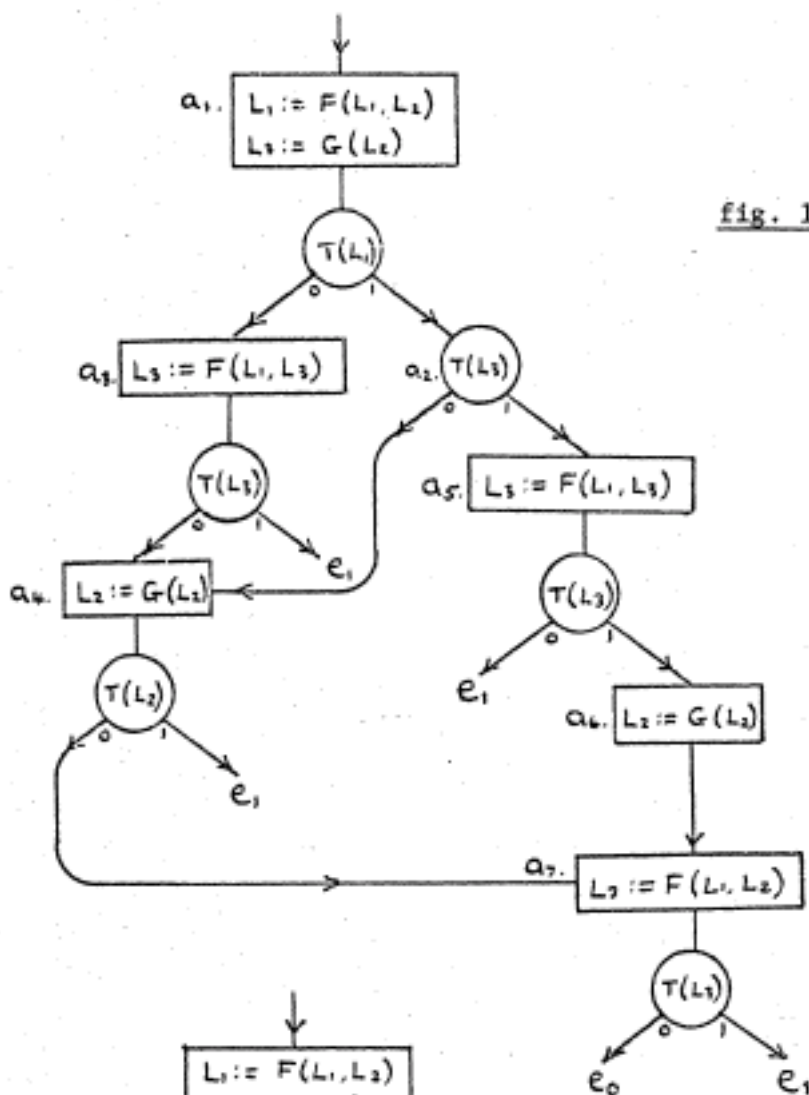 a₁. L₁ := F(L₁, L₂)
L₃ := G(L₂)
fig. 1
T(L₁)
0 1
a₃. L₃ := F(L₁, L₃)
a₂. T(L₃)
0 1
T(L₃)
0 1
a₅. L₃ := F(L₁, L₃)
e₁
a₄. L₂ := G(L₂)
T(L₃)
0 1
T(L₂)
0 1
e₁
a₆. L₂ := G(L₂)
e₁
a₇. L₃ := F(L₁, L₂)
T(L₃)
0 1
L₁ := F(L₁, L₂)
e₀ e₁